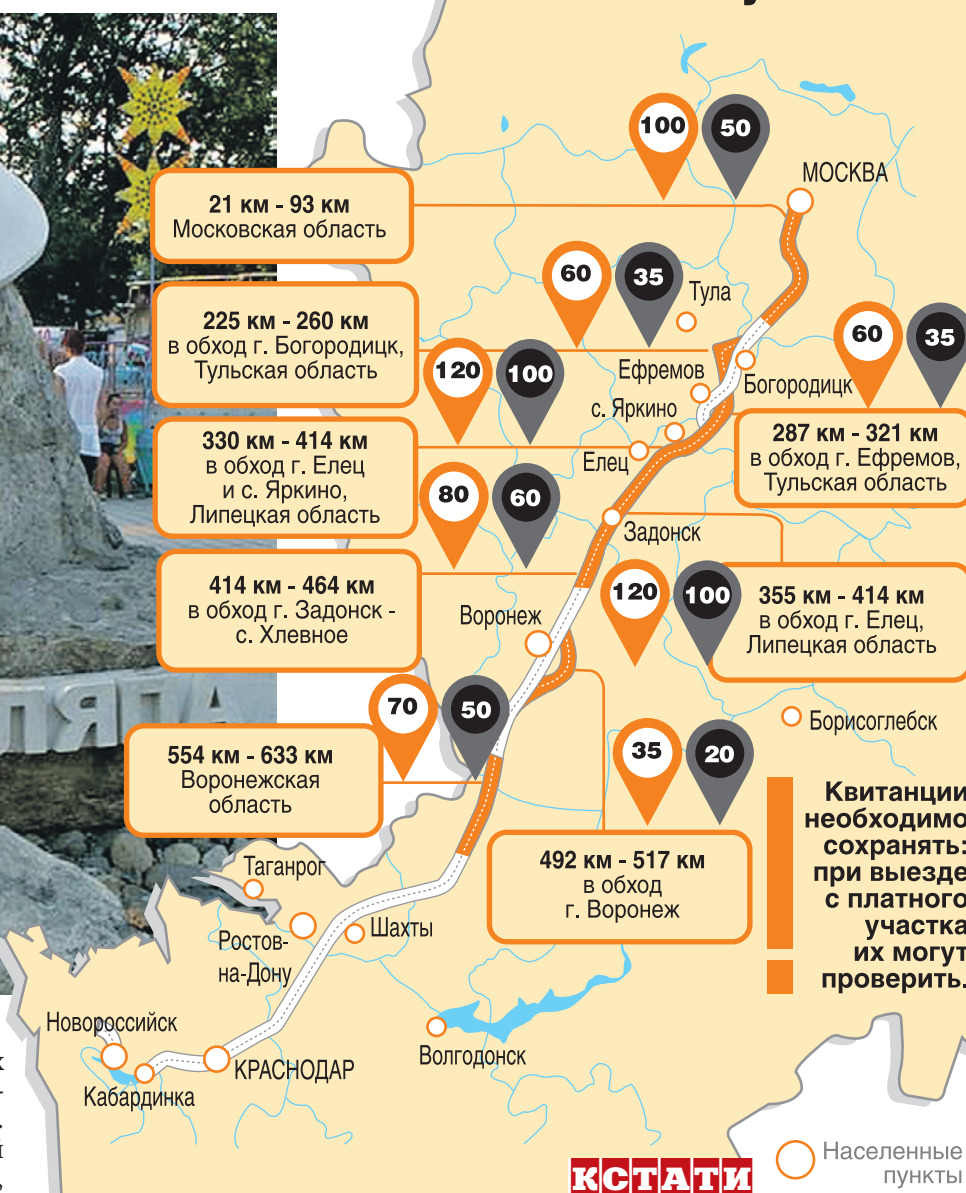 100
50
МОСКВА
21 км - 93 км
Московская область
60
35
Тула
225 км - 260 км
в обход г. Богородицк,
Тульская область
60
35
Богородицк
Ефремов
с. Яркино
120
100
287 км - 321 км
в обход г. Ефремов,
Тульская область
330 км - 414 км
в обход г. Елец
и с. Яркино,
Липецкая область
Елец
80
60
Задонск
414 км - 464 км
в обход г. Задонск -
с. Хлевное
120
100
355 км - 414 км
в обход г. Елец,
Липецкая область
Воронеж
70
50
Борисоглебск
554 км - 633 км
Воронежская
область
35
20
492 км - 517 км
в обход
г. Воронеж
Квитанции
необходимо
сохранять:
при выезде
с платного
участка
их могут
проверить.
ЛЯПА
Таганрог
Ростов-
на-Дону
Шахты
Новороссийск
Кабардинка
КРАСНОДАР
Волгодонск
Населенные
пункты
КСТАТИ